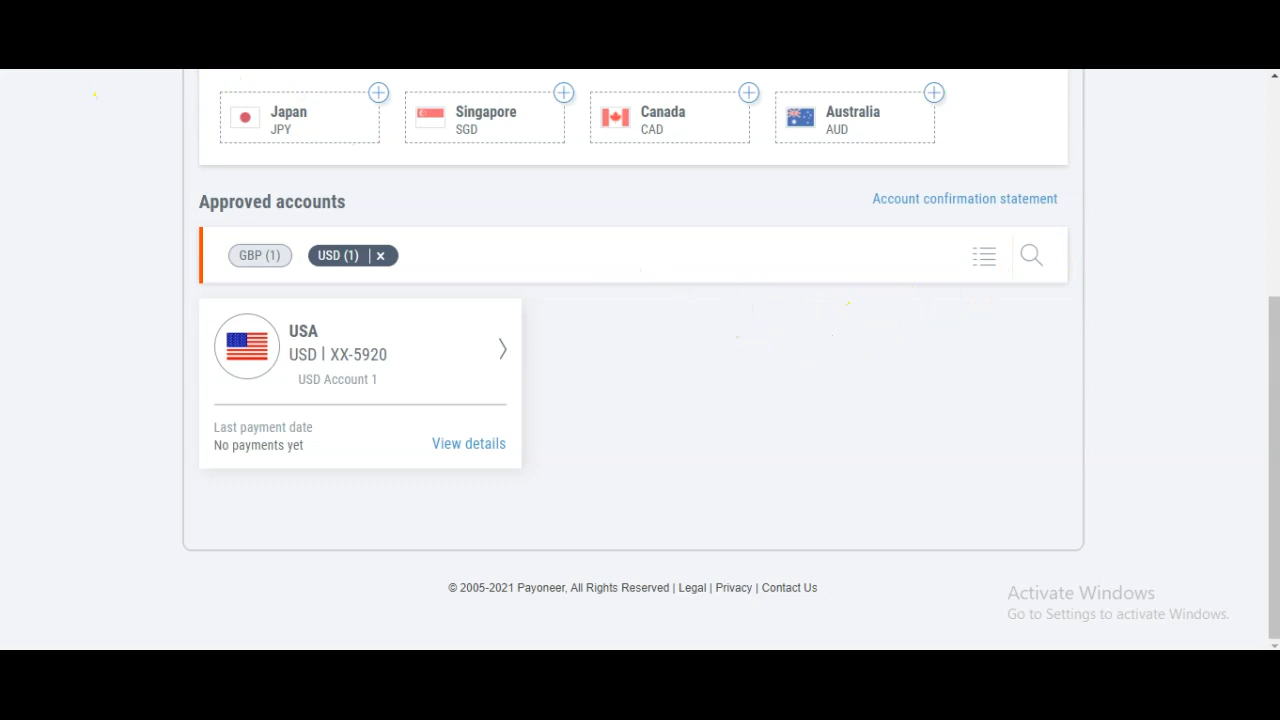 Japan
JPY
Singapore
SGD
Canada
CAD
Australia
AUD
Approved accounts
Account confirmation statement
GBP (1)
USD (1) | ×
USA
USD | XX-5920
USD Account 1
Last payment date
No payments yet
View details
© 2005-2021 Payoneer, All Rights Reserved | Legal | Privacy | Contact Us
Activate Windows
Go to Settings to activate Windows.